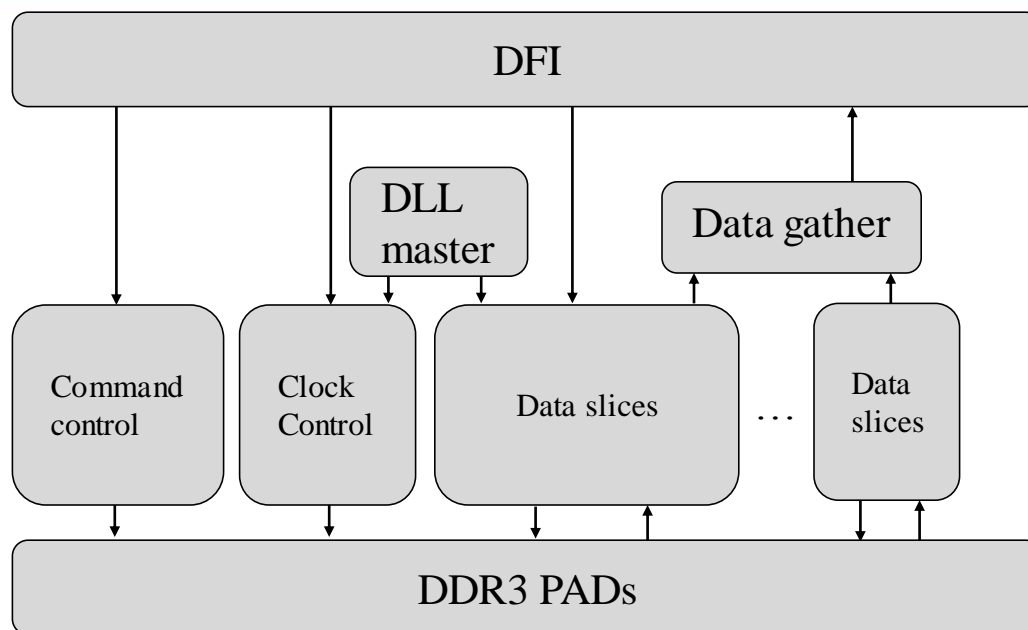 DFI
DLL
master
Data gather
Command
control
Clock
Control
Data slices
...
Data
slices
DDR3 PADs